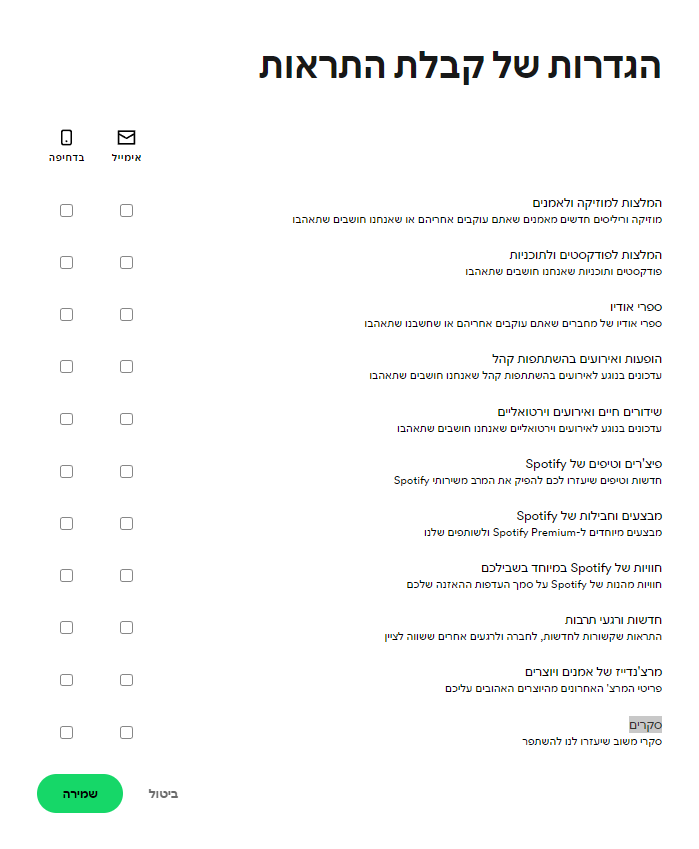 הגדרות של קבלת התראות
אימייל
בדחיפה
המלצות למוזיקה ולאמנים
מוזיקה וריליסים חדשים מאמנים שאתם עוקבים אחריהם או שאנחנו חושבים שתאהבו
המלצות לפודקסטים ולתוכניות
פודקסטים ותוכניות שאנחנו חושבים שתאהבו
ספרי אודיו
ספרי אודיו של מחברים שאתם עוקבים אחריהם או שחשבנו שתאהבו
הופעות ואירועים בהשתתפות קהל
עדכונים בנוגע לאירועים בהשתתפות קהל שאנחנו חושבים שתאהבו
שידורים חיים ואירועים וירטואליים
עדכונים בנוגע לאירועים וירטואליים שאנחנו חושבים שתאהבו
פיצ'רים וטיפים של Spotify
חדשות וטיפים שיעזרו לכם להפיק את המרב משירותי Spotify
מבצעים וחבילות של Spotify
מבצעים מיוחדים ל-Spotify Premium ולשותפים שלנו
חוויות של Spotify במיוחד בשבילכם
חוויות מהנות של Spotify על סמך העדפות ההאזנה שלכם
חדשות ורגעי תרבות
התראות שקשורות לחדשות, לחברה ולרגעים אחרים ששווה לציין
מרצ'נדייז של אמנים ויוצרים
פריטי המרצ' האחרונים מהיוצרים האהובים עליכם
סקרים
סקרי משוב שיעזרו לנו להשתפר
ביטול
שמירה